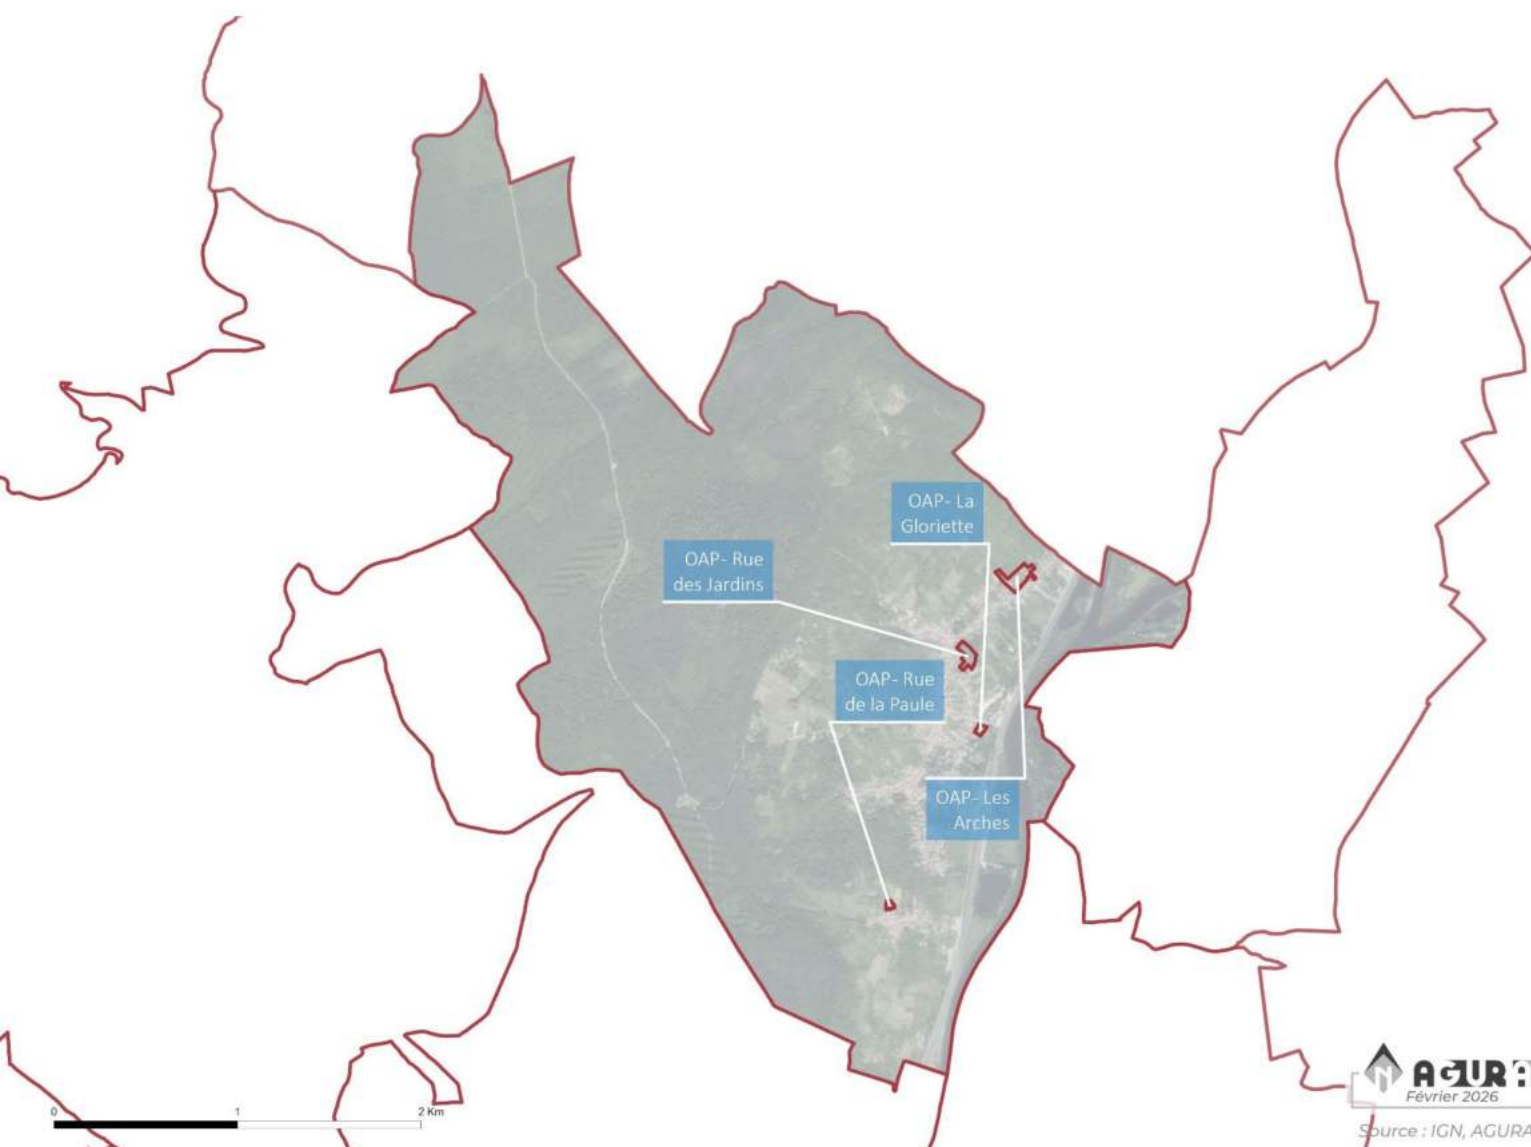 OAP- La
Gloriette
OAP- Rue
des Jardins
OAP- Rue
de la Paule
OAP- Les
Arches
0
1
2 Km
N
AGURA
Février 2026
Source : IGN, AGURA